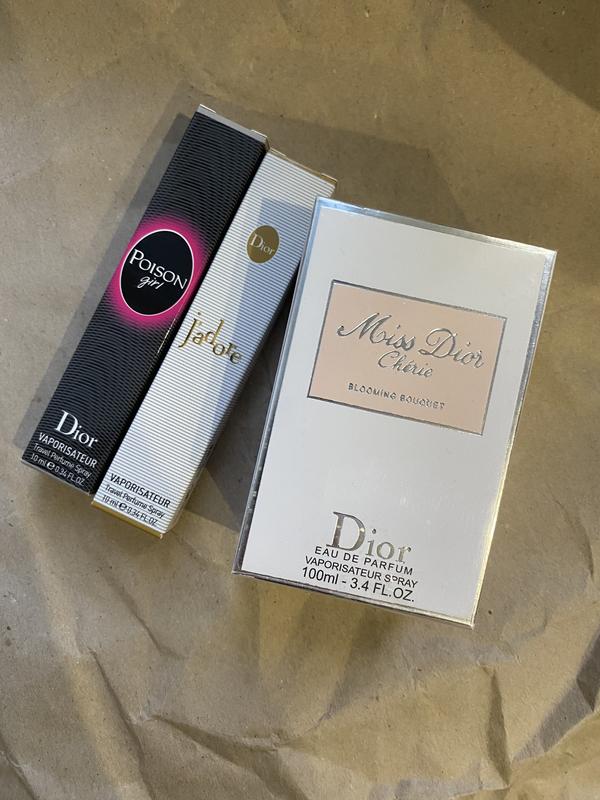 POISON
girl
Dior
VAPORISATEUR
Travel Perfume Spray
10 ml e 0.34 FL.OZ.
Dior
j'adore
VAPORISATEUR
Travel Perfume Spray
10 ml e 0.34 FL.OZ.
Miss Dior
Chérie
BLOOMING BOUQUET
Dior
EAU DE PARFUM
VAPORISATEUR SPRAY
100ml - 3.4 FL.OZ.